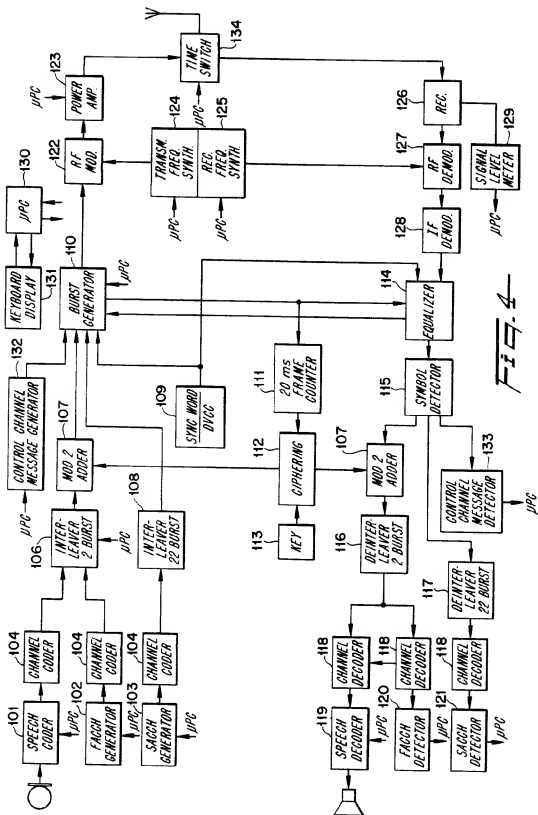 134
TIME
SWITCH
μPC
123
POWER
AMP.
μPC
122
RF
MOD.
124
TRANSM.
FREQ.
SYNTH.
125
REC.
FREQ.
SYNTH.
μPC
μPC
126
REC.
127
RF
DEMOD.
129
SIGNAL LEVEL
METER
μPC
128
IF
DEMOD.
130
μPC
131
KEYBOARD
DISPLAY
110
BURST
GENERATOR
μPC
114
EQUALIZER
132
CONTROL CHANNEL
MESSAGE GENERATOR
μPC
107
MOD 2
ADDER
109
SYNC WORD
DVCC
111
20 ms
FRAME
COUNTER
115
SYMBOL
DETECTOR
106
INTER-
LEAVER
2 BURST
μPC
108
INTER-
LEAVER
22 BURST
112
CIPHERING
113
KEY
107
MOD 2
ADDER
133
CONTROL
CHANNEL
MESSAGE
DETECTOR
μPC
116
DEINTER-
LEAVER
2 BURST
117
DEINTER-
LEAVER
22 BURST
104
CHANNEL
CODER
104
CHANNEL
CODER
104
CHANNEL
CODER
101
SPEECH
CODER
μPC
102
FACCH
GENERATOR
μPC
103
SACCH
GENERATOR
μPC
118
CHANNEL
DECODER
118
CHANNEL
DECODER
118
CHANNEL
DECODER
119
SPEECH
DECODER
μPC
120
FACCH
DETECTOR
μPC
121
SACCH
DETECTOR
μPC
Fig. 4